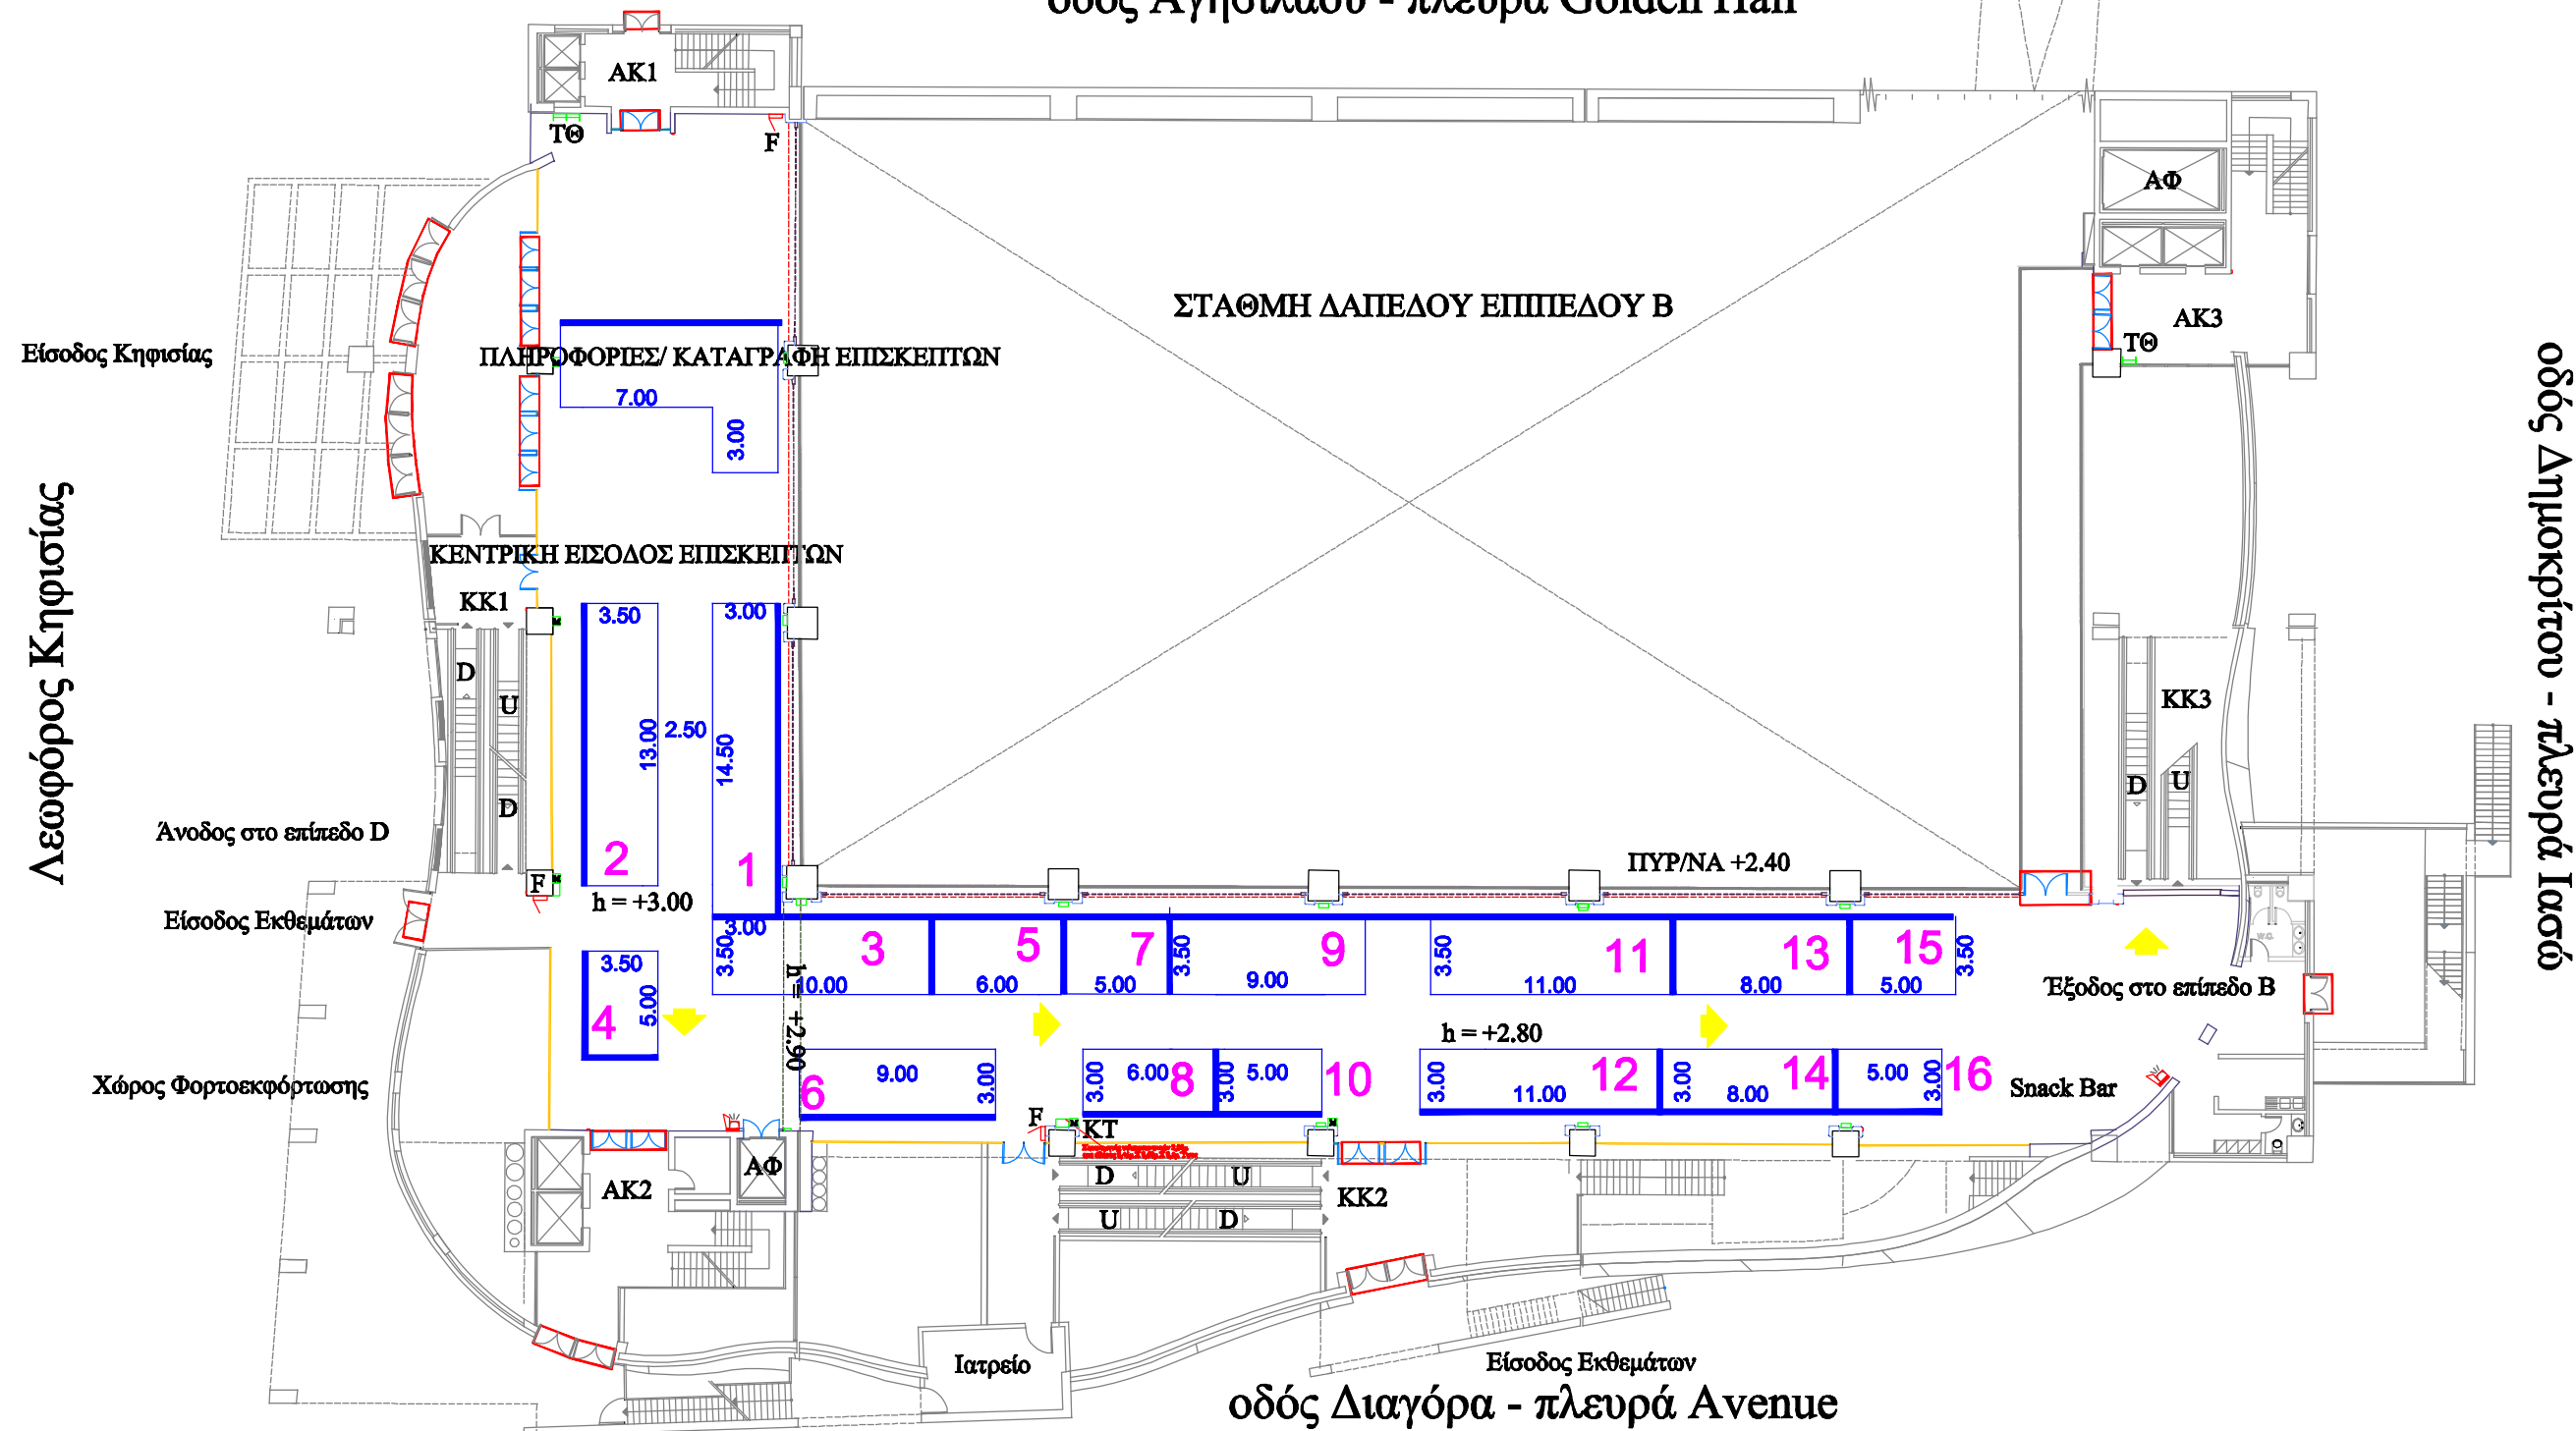 οδός Αγησιλάου - πλευρά Golden Hall
ΑΚ1
ΤΘ
F
ΑΦ
ΣΤΑΘΜΗ ΔΑΠΕΔΟΥ ΕΠΙΠΕΔΟΥ Β
ΑΚ3
ΤΘ
Είσοδος Κηφισίας
ΠΛΗΡΟΦΟΡΙΕΣ/ ΚΑΤΑΓΡΑΦΗ ΕΠΙΣΚΕΠΤΩΝ
7.00
3.00
οδός Δημοκρίτου - πλευρά Ιασώ
Λεωφόρος Κηφισίας
ΚΕΝΤΡΙΚΗ ΕΙΣΟΔΟΣ ΕΠΙΣΚΕΠΤΩΝ
ΚΚ1
3.50
3.00
D
U
D
13.00
2.50
14.50
ΚΚ3
D
U
Άνοδος στο επίπεδο D
2
1
ΠΥΡ/ΝΑ +2.40
F
h = +3.00
Είσοδος Εκθεμάτων
3.00
3.50
3
10.00
5
6.00
7
5.00
3.50
9
9.00
3.50
11
11.00
13
8.00
15
5.00
3.50
W.C.
Έξοδος στο επίπεδο Β
3.50
4
5.00
h = +2.90
h = +2.80
Χώρος Φορτοεκφόρτωσης
6
9.00
3.00
3.00
6.00
8
3.00
5.00
10
3.00
11.00
12
3.00
8.00
14
5.00
3.00
16
Snack Bar
F
ΚΤ
ΑΦ
ΑΚ2
D
U
U
D
ΚΚ2
Ιατρείο
Είσοδος Εκθεμάτων
οδός Διαγόρα - πλευρά Avenue